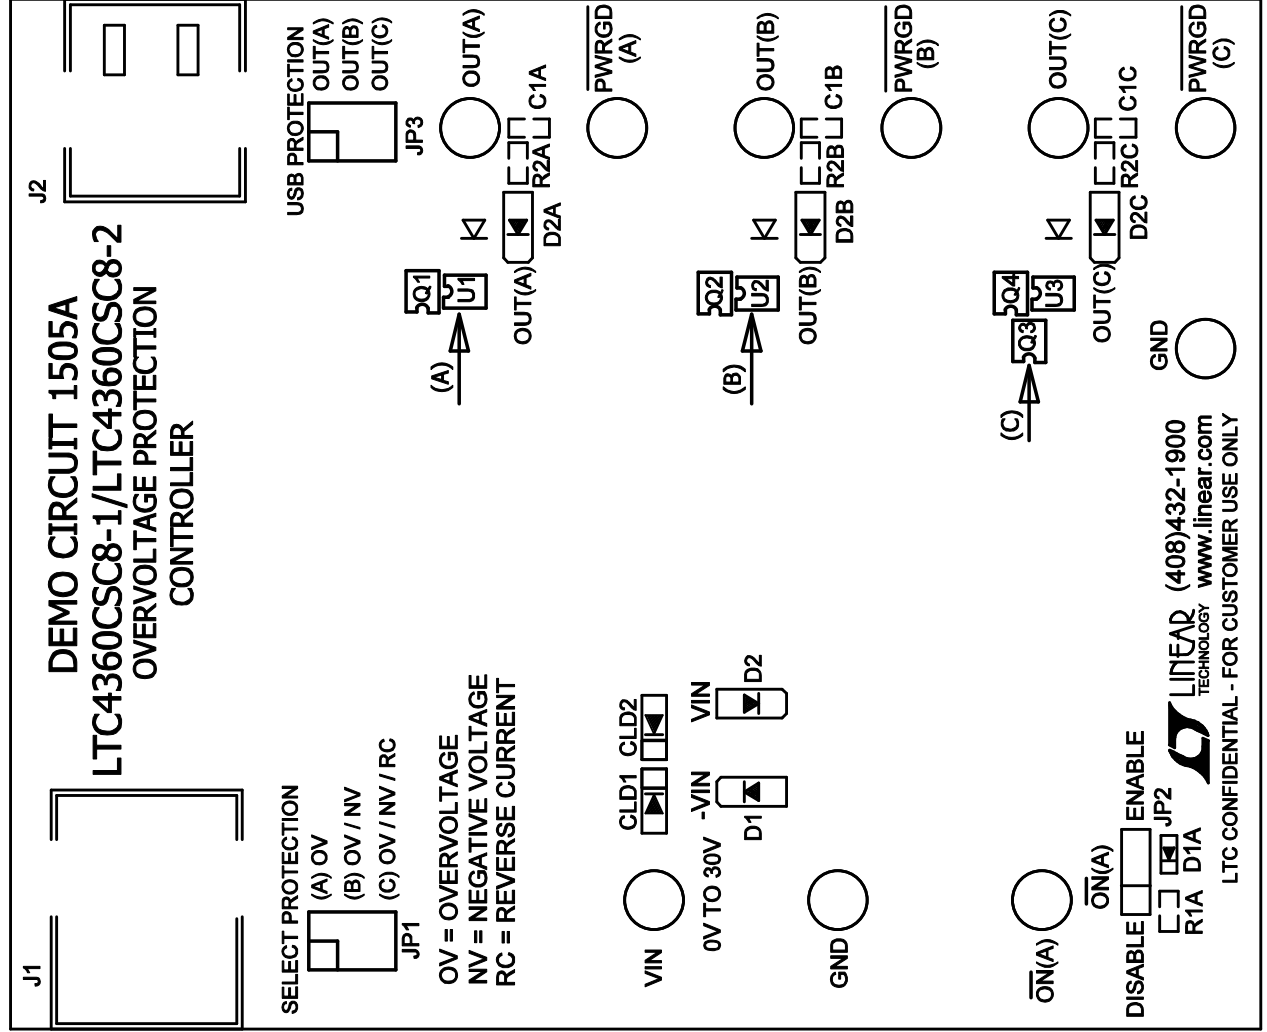 DEMO CIRCUIT 1505A
LTC4360CSC8-1/LTC4360CSC8-2
OVERVOLTAGE PROTECTION
CONTROLLER
J1
J2
SELECT PROTECTION
(A) OV
(B) OV / NV
(C) OV / NV / RC
JP1
OV = OVERVOLTAGE
NV = NEGATIVE VOLTAGE
RC = REVERSE CURRENT
USB PROTECTION
OUT(A)
OUT(B)
OUT(C)
JP3
OUT(A)
C1A
R2A
D2A
OUT(A)
Q1
U1
(A)
PWRGD
(A)
OUT(B)
C1B
R2B
D2B
OUT(B)
Q2
U2
(B)
PWRGD
(B)
OUT(C)
C1C
R2C
D2C
OUT(C)
Q4
U3
Q3
(C)
PWRGD
(C)
GND
CLD1
CLD2
VIN
0V TO 30V
-VIN
VIN
D1
D2
GND
ON(A)
ON(A)
DISABLE
ENABLE
JP2
R1A
D1A
LINEAR
TECHNOLOGY
(408)432-1900
www.linear.com
LTC CONFIDENTIAL - FOR CUSTOMER USE ONLY